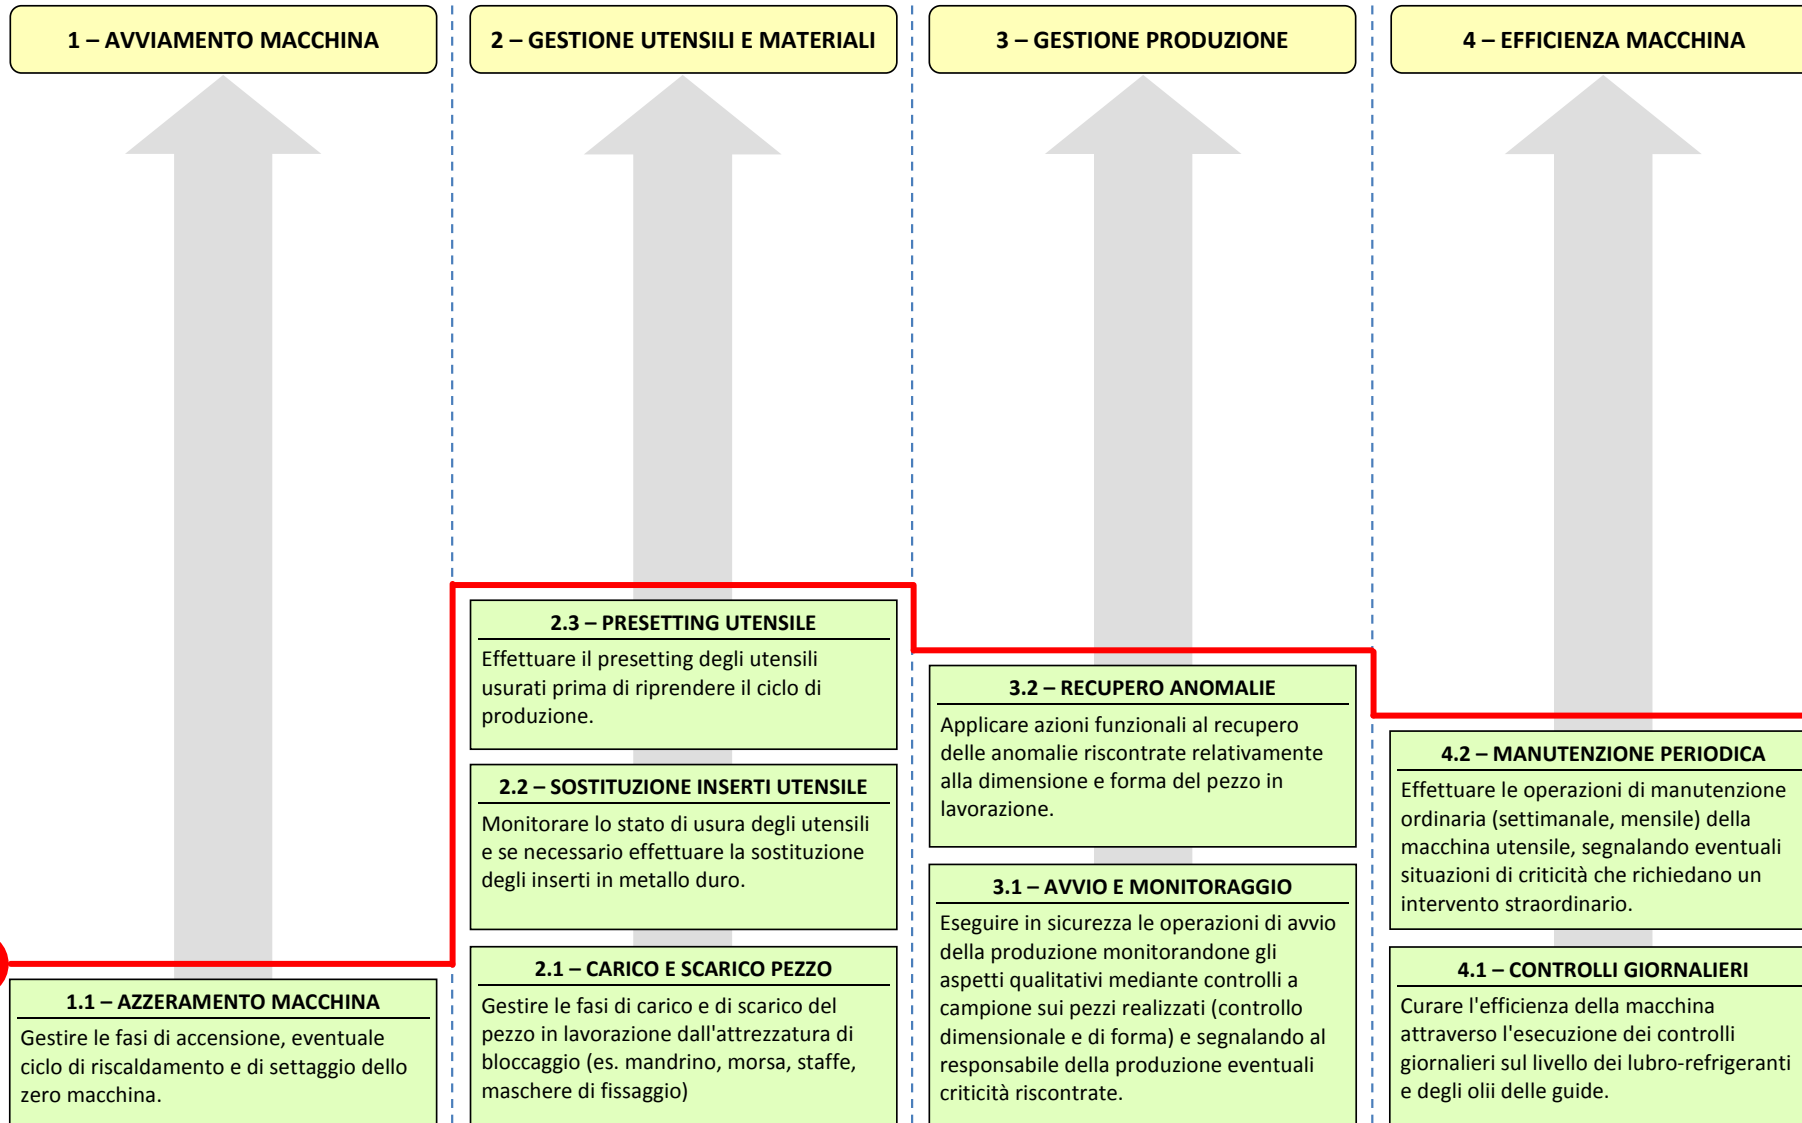 1 – AVVIAMENTO MACCHINA
2 – GESTIONE UTENSILI E MATERIALI
3 – GESTIONE PRODUZIONE
4 – EFFICIENZA MACCHINA
1.1 – AZZERAMENTO MACCHINA
Gestire le fasi di accensione, eventuale
ciclo di riscaldamento e di settaggio dello
zero macchina.
2.3 – PRESETTING UTENSILE
Effettuare il presetting degli utensili
usurati prima di riprendere il ciclo di
produzione.
2.2 – SOSTITUZIONE INSERTI UTENSILE
Monitorare lo stato di usura degli utensili
e se necessario effettuare la sostituzione
degli inserti in metallo duro.
2.1 – CARICO E SCARICO PEZZO
Gestire le fasi di carico e di scarico del
pezzo in lavorazione dall'attrezzatura di
bloccaggio (es. mandrino, morsa, staffe,
maschere di fissaggio)
3.2 – RECUPERO ANOMALIE
Applicare azioni funzionali al recupero
delle anomalie riscontrate relativamente
alla dimensione e forma del pezzo in
lavorazione.
3.1 – AVVIO E MONITORAGGIO
Eseguire in sicurezza le operazioni di avvio
della produzione monitorandone gli
aspetti qualitativi mediante controlli a
campione sui pezzi realizzati (controllo
dimensionale e di forma) e segnalando al
responsabile della produzione eventuali
criticità riscontrate.
4.2 – MANUTENZIONE PERIODICA
Effettuare le operazioni di manutenzione
ordinaria (settimanale, mensile) della
macchina utensile, segnalando eventuali
situazioni di criticità che richiedano un
intervento straordinario.
4.1 – CONTROLLI GIORNALIERI
Curare l'efficienza della macchina
attraverso l'esecuzione dei controlli
giornalieri sul livello dei lubro-refrigeranti
e degli olii delle guide.